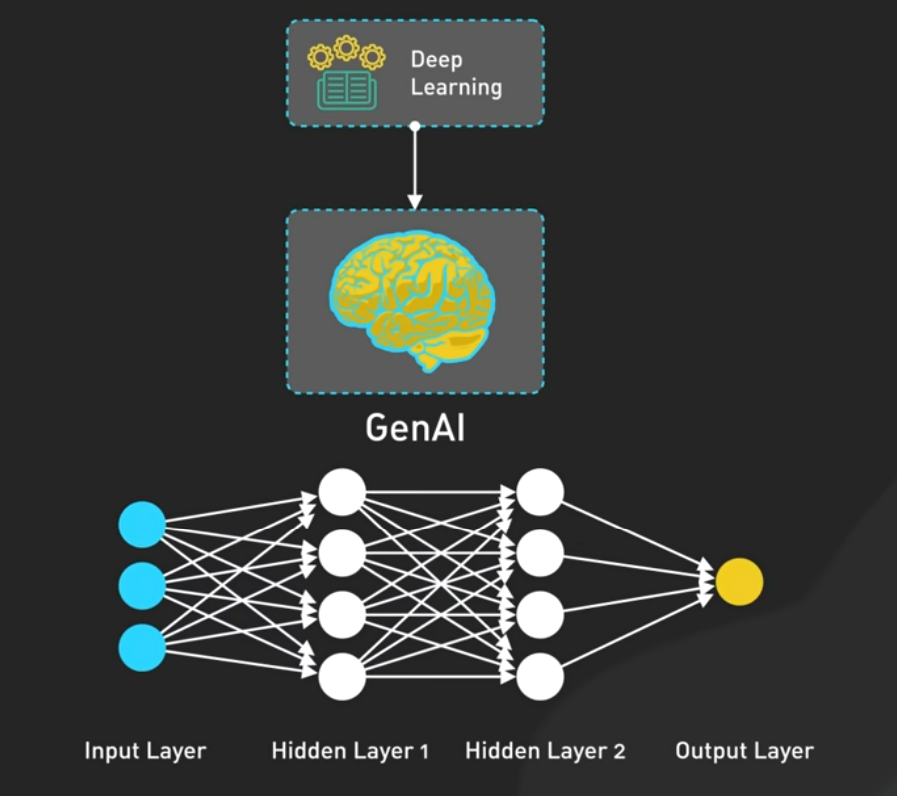 Deep
Learning
GenAI
Input Layer
Hidden Layer 1
Hidden Layer 2
Output Layer